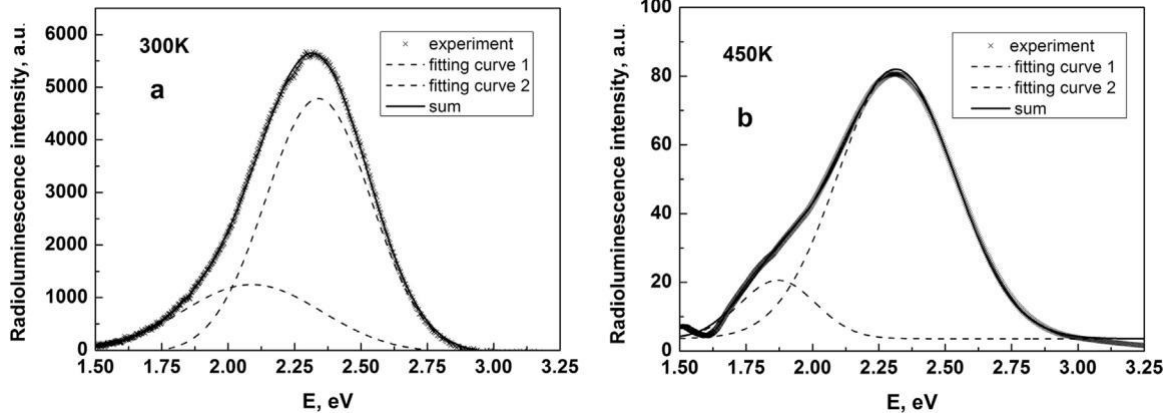 300K
a
experiment
fitting curve 1
fitting curve 2
sum
Radioluminescence intensity, a.u.
6000
5000
4000
3000
2000
1000
0
1.50 1.75 2.00 2.25 2.50 2.75 3.00 3.25
E, eV
450K
b
experiment
fitting curve 1
fitting curve 2
sum
Radioluminescence intensity, a.u.
100
80
60
40
20
0
1.50 1.75 2.00 2.25 2.50 2.75 3.00 3.25
E, eV